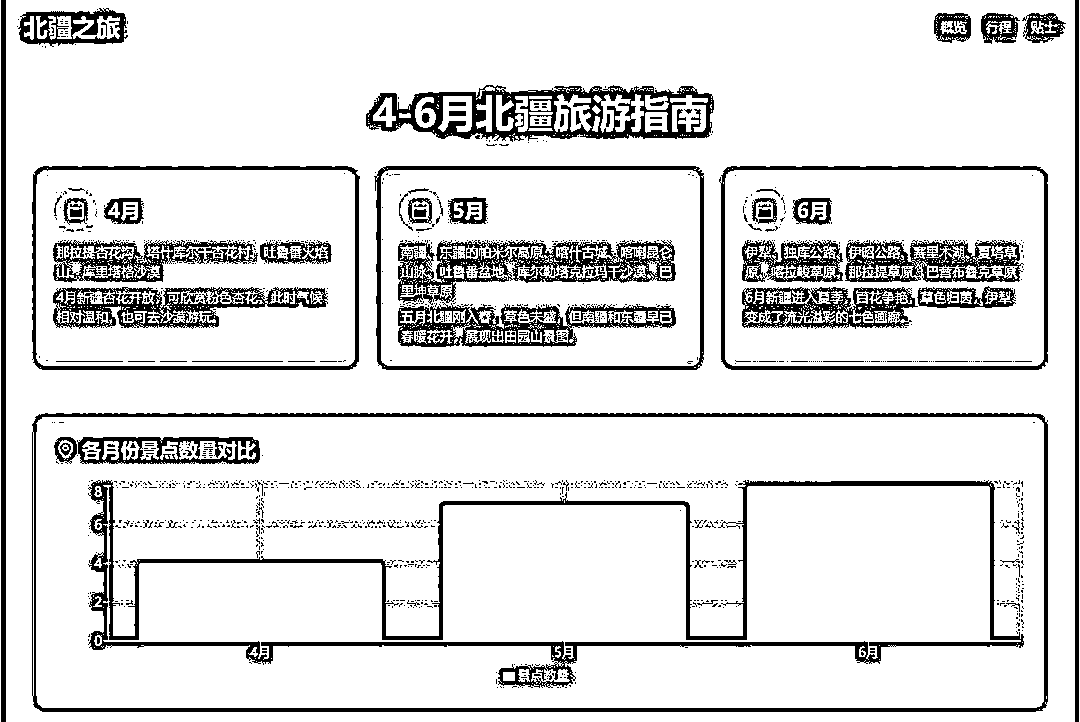 北疆之旅
概览 行程 贴士
4-6月北疆旅游指南
4月
那拉提杏花沟、塔什库尔干杏花村、吐鲁番火焰
山、库里塔格沙漠
4月新疆杏花开放，可欣赏粉色杏花。此时气候
相对温和，也可去沙漠游玩。
5月
南疆、东疆的帕米尔高原、喀什古城、喀喇昆仑
山脉、吐鲁番盆地、库尔勒塔克拉玛干沙漠、巴
里坤草原
五月北疆刚入春，草色未盛，但南疆和东疆早已
春暖花开，展现出田园山景图。
6月
伊犁、独库公路、伊昭公路、赛里木湖、夏塔草
原、喀拉峻草原、那拉提草原、巴音布鲁克草原
6月新疆进入夏季，百花争艳，草色归茵，伊犁
变成了流光溢彩的七色画廊。
各月份景点数量对比
8
6
4
2
0
4月 5月 6月
景点数量